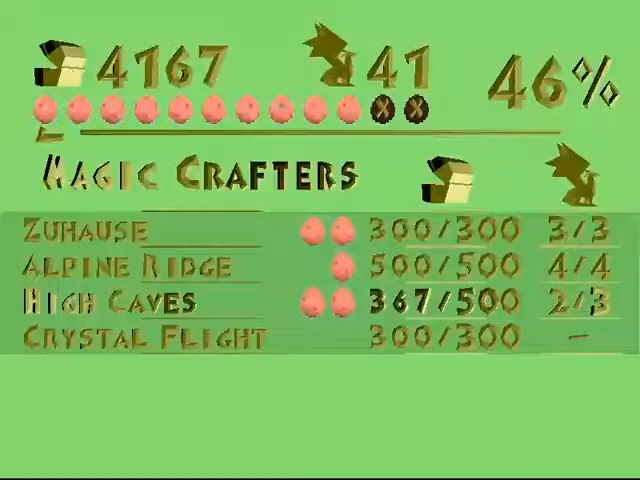 4167 41 46%
MAGIC CRAFTERS
ZUHAUSE 300/300 3/3
ALPINE RIDGE 500/500 4/4
HIGH CAVES 367/500 2/3
CRYSTAL FLIGHT 300/300 –